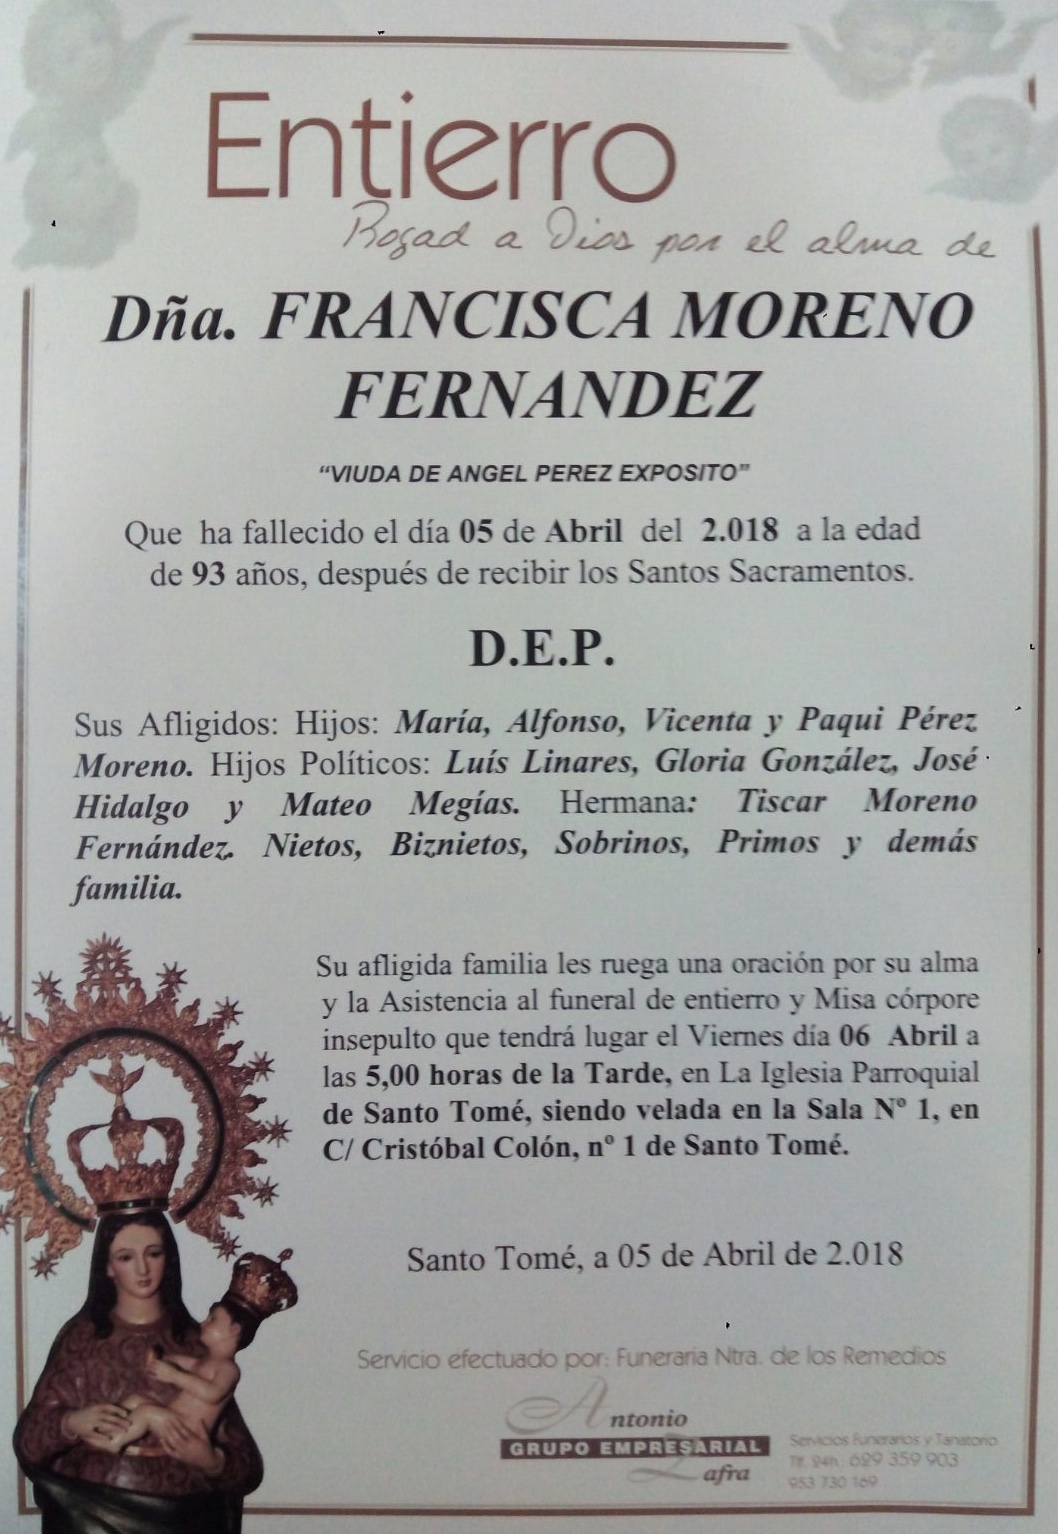 Entierro
Rogad a Dios por el alma de
Dña. FRANCISCA MORENO
FERNANDEZ
“VIUDA DE ANGEL PEREZ EXPOSITO”
Que ha fallecido el día 05 de Abril del 2.018 a la edad
de 93 años, después de recibir los Santos Sacramentos.
D.E.P.
Sus Afligidos: Hijos: María, Alfonso, Vicenta y Paqui Pérez
Moreno. Hijos Políticos: Luís Linares, Gloria González, José
Hidalgo y Mateo Megías. Hermana: Tiscar Moreno
Fernández. Nietos, Biznietos, Sobrinos, Primos y demás
familia.
Su afligida familia les ruega una oración por su alma
y la Asistencia al funeral de entierro y Misa córpore
insepulto que tendrá lugar el Viernes día 06 Abril a
las 5,00 horas de la Tarde, en La Iglesia Parroquial
de Santo Tomé, siendo velada en la Sala Nº 1, en
C/ Cristóbal Colón, nº 1 de Santo Tomé.
Santo Tomé, a 05 de Abril de 2.018
Servicio efectuado por: Funeraria Ntra. de los Remedios
Antonio
GRUPO EMPRESARIAL
Zafra
Servicios Funerarios y Tanatorio
Tlf. 24h.: 629 359 903
953 730 169